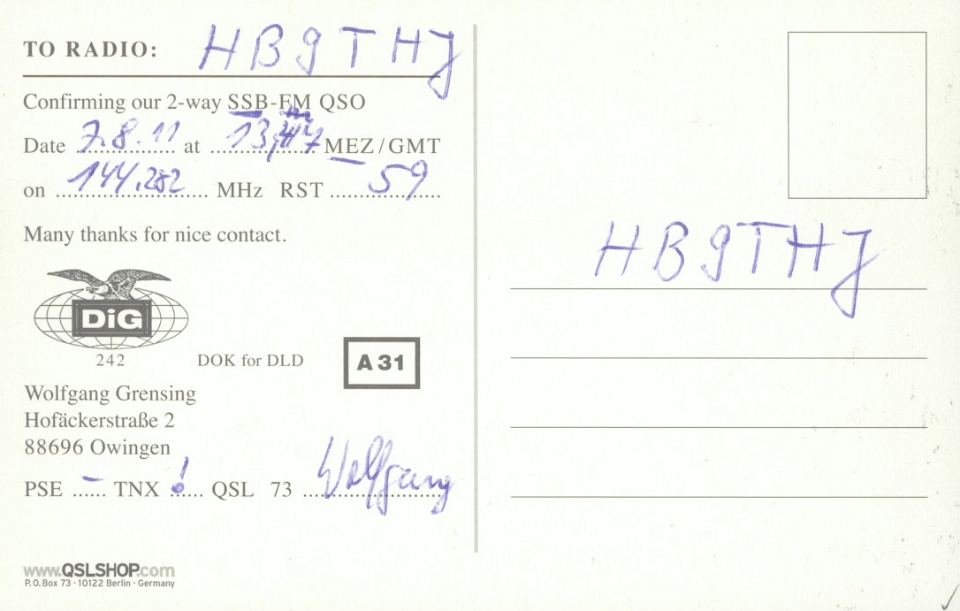 TO RADIO: HB9THJ
Confirming our 2-way SSB-FM QSO
Date 7.8.11 at 13,47 MEZ/GMT
on 144.282 MHz RST 59
Many thanks for nice contact.
DiG
242 DOK for DLD A31
Wolfgang Grensing
Hofäckerstraße 2
88696 Owingen
PSE – TNX ! QSL 73 Wolfgang
www.QSLSHOP.com
P.O.Box 73 · 10122 Berlin · Germany
HB9THJ